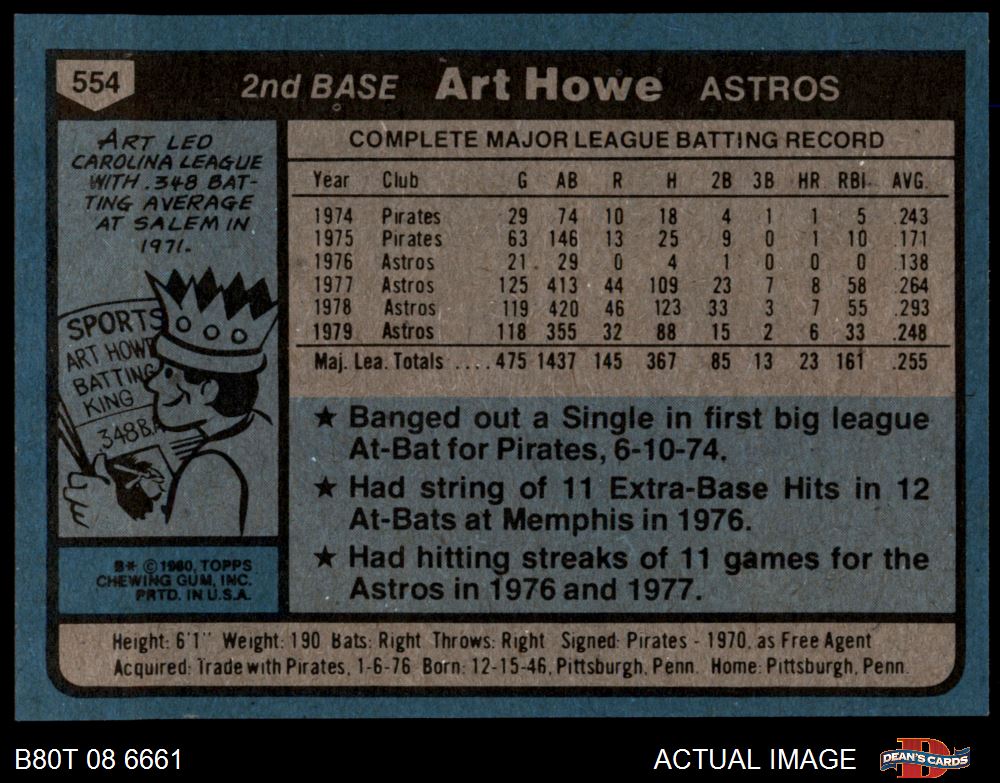 554
2nd BASE Art Howe ASTROS
ART LED
CAROLINA LEAGUE
WITH .348 BAT-
TING AVERAGE
AT SALEM IN
1971.
SPORTS
ART HOWE
BATTING
KING
348 B.A.
B* © 1980, TOPPS
CHEWING GUM, INC.
PRTD. IN U.S.A.
COMPLETE MAJOR LEAGUE BATTING RECORD
Year Club G AB R H 2B 3B HR RBI AVG.
1974 Pirates 29 74 10 18 4 1 1 5 .243
1975 Pirates 63 146 13 25 9 0 1 10 .171
1976 Astros 21 29 0 4 1 0 0 0 .138
1977 Astros 125 413 44 109 23 7 8 58 .264
1978 Astros 119 420 46 123 33 3 7 55 .293
1979 Astros 118 355 32 88 15 2 6 33 .248
Maj. Lea. Totals .... 475 1437 145 367 85 13 23 161 .255
★ Banged out a Single in first big league
At-Bat for Pirates, 6-10-74.
★ Had string of 11 Extra-Base Hits in 12
At-Bats at Memphis in 1976.
★ Had hitting streaks of 11 games for the
Astros in 1976 and 1977.
Height: 6'1" Weight: 190 Bats: Right Throws: Right Signed: Pirates - 1970, as Free Agent
Acquired: Trade with Pirates, 1-6-76 Born: 12-15-46, Pittsburgh, Penn. Home: Pittsburgh, Penn.
B80T 08 6661
ACTUAL IMAGE
DEAN'S CARDS